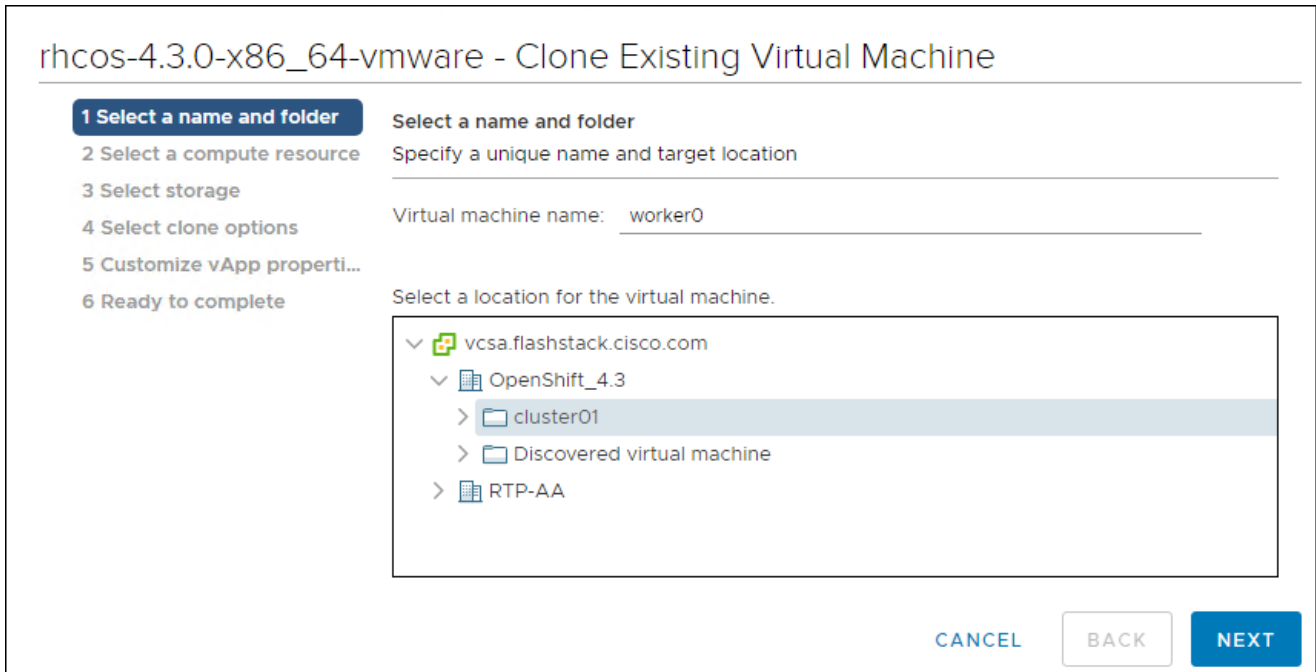 rhcos-4.3.0-x86_64-vmware - Clone Existing Virtual Machine
1 Select a name and folder
2 Select a compute resource
3 Select storage
4 Select clone options
5 Customize vApp properti...
6 Ready to complete
Select a name and folder
Specify a unique name and target location
Virtual machine name: worker0
Select a location for the virtual machine.
vcsa.flashstack.cisco.com
OpenShift_4.3
cluster01
Discovered virtual machine
RTP-AA
CANCEL BACK NEXT